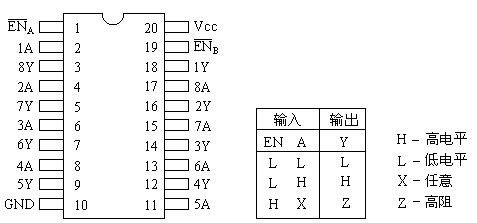 EN̅A 1 20 Vcc
1A 2 19 EN̅B
8Y 3 18 1Y
2A 4 17 8A
7Y 5 16 2Y
3A 6 15 7A
6Y 7 14 3Y
4A 8 13 6A
5Y 9 12 4Y
GND 10 11 5A
输入 输出
EN A Y
L L L
L H H
H X Z
H – 高电平
L – 低电平
X – 任意
Z – 高阻